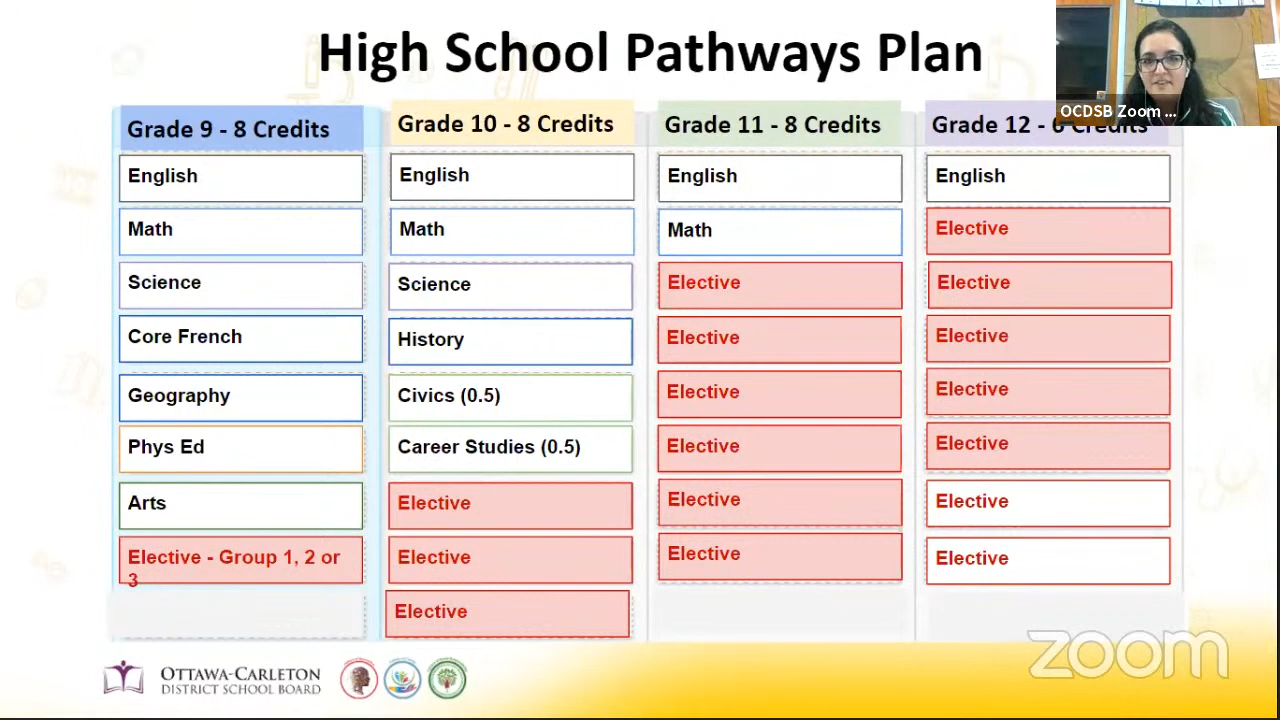 High School Pathways Plan
OCDSB Zoom ...
Grade 9 - 8 Credits
English
Math
Science
Core French
Geography
Phys Ed
Arts
Elective - Group 1, 2 or
3
Grade 10 - 8 Credits
English
Math
Science
History
Civics (0.5)
Career Studies (0.5)
Elective
Elective
Elective
Grade 11 - 8 Credits
English
Math
Elective
Elective
Elective
Elective
Elective
Elective
Grade 12 - 6 Credits
English
Elective
Elective
Elective
Elective
Elective
Elective
Elective
OTTAWA-CARLETON
DISTRICT SCHOOL BOARD
zoom